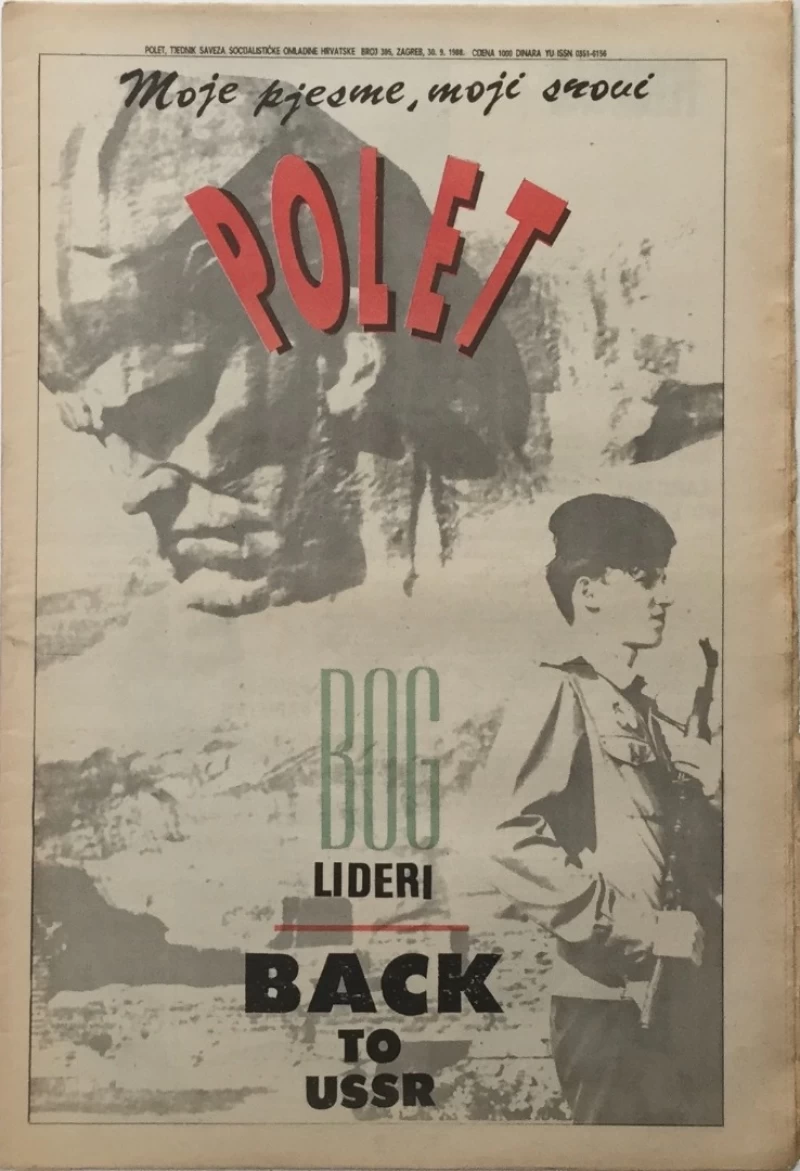 POLET, TJEDNIK SAVEZA SOCIJALISTIČKE OMLADINE HRVATSKE BROJ 395, ZAGREB, 30. 9. 1988. CIJENA 1000 DINARA YU ISSN 0351-6156
Moje pjesme, moji snovi
POLET
BOG
LIDERI
BACK
TO
USSR